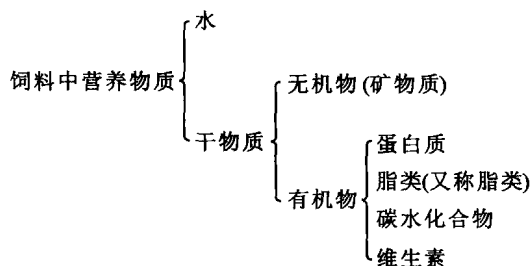 水
饲料中营养物质
无机物(矿物质)
干物质
蛋白质
脂类(又称脂类)
有机物
碳水化合物
维生素